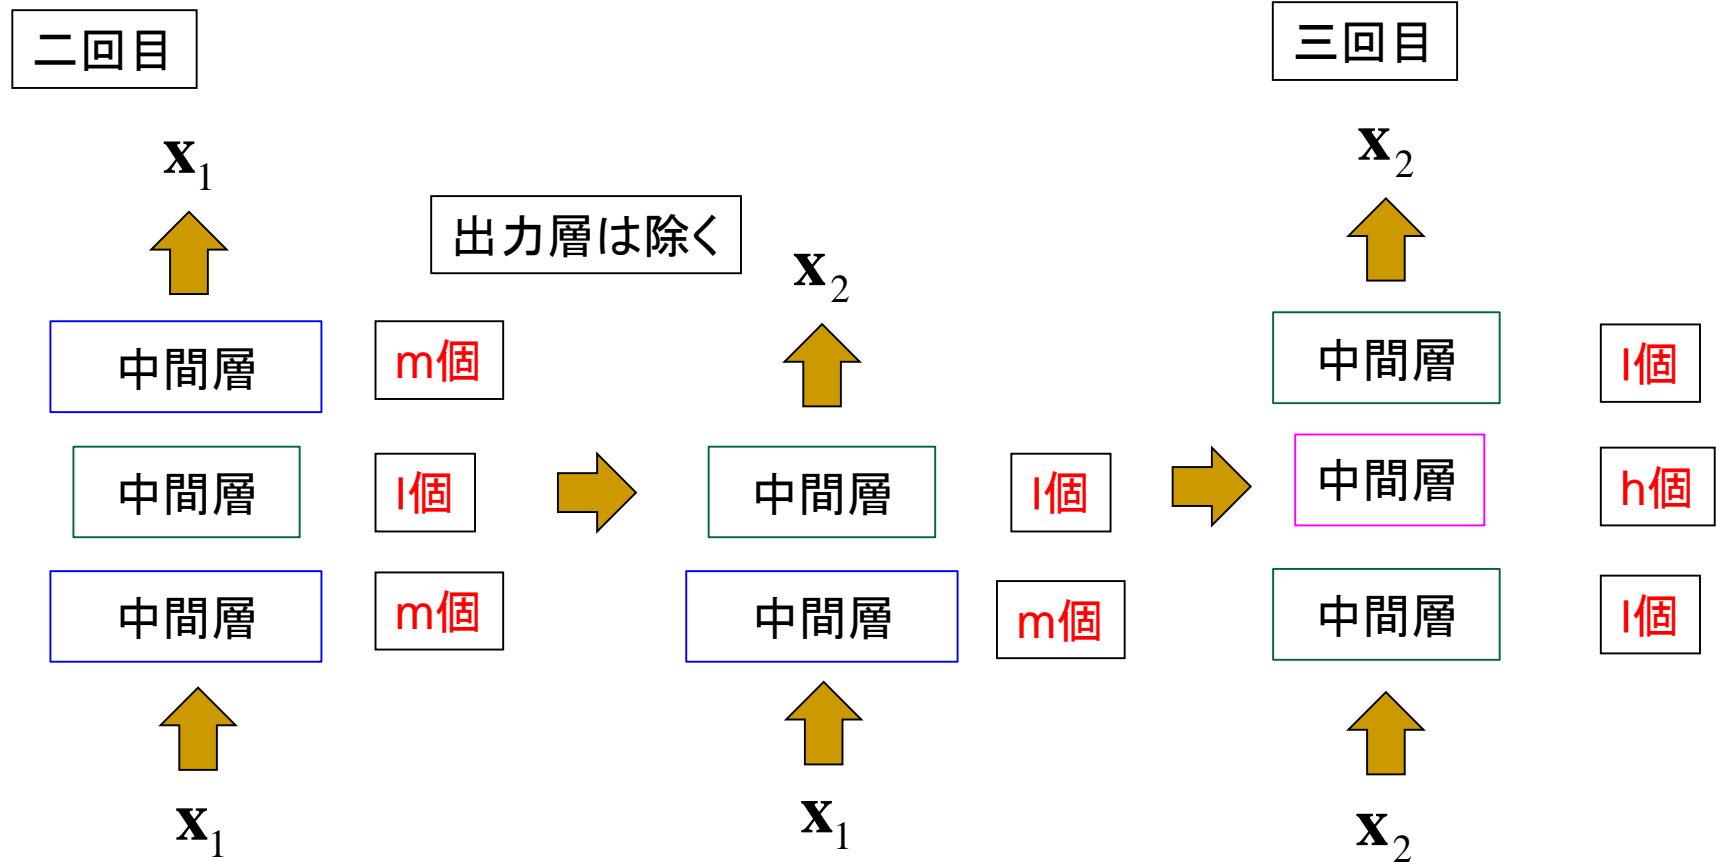 二回目
x1
出力層は除く
中間層
m個
中間層
l個
中間層
m個
x1
x2
中間層
l個
中間層
m個
x1
三回目
x2
中間層
l個
中間層
h個
中間層
l個
x2